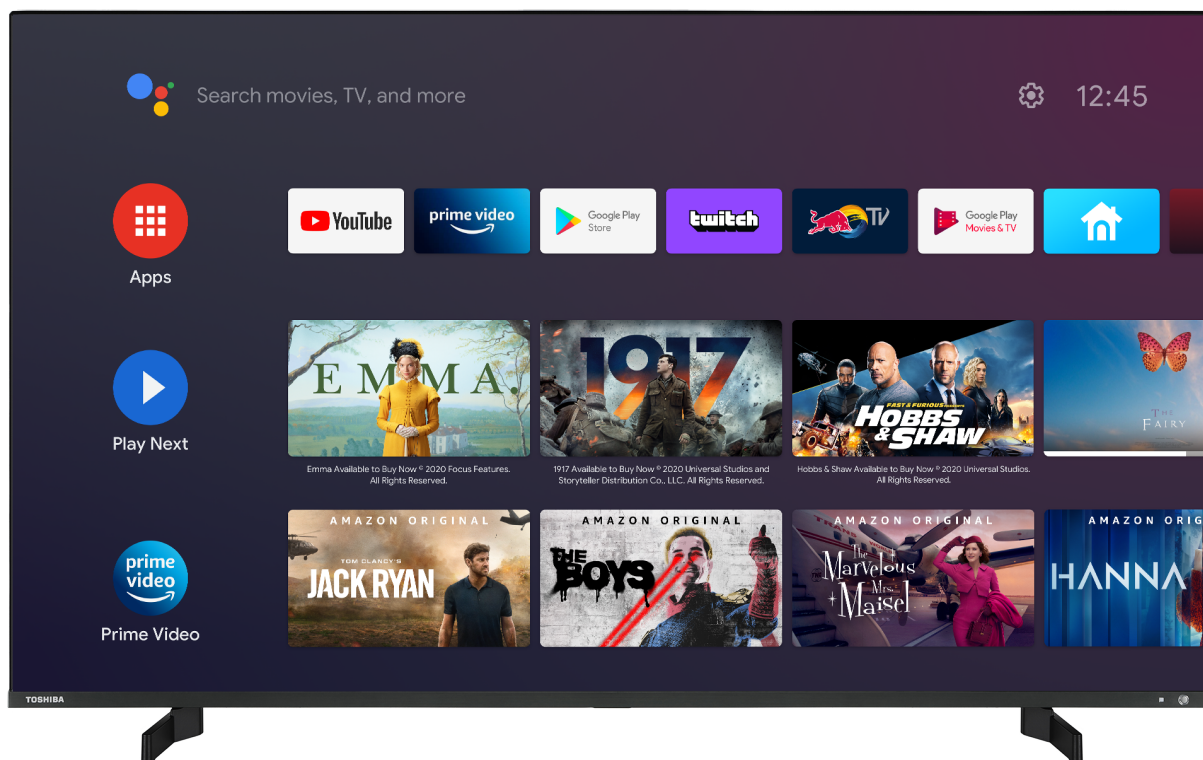 Search movies, TV, and more
12:45
Apps
YouTube
prime video
Google Play
Store
twitch
TV
Google Play
Movies & TV
Play Next
EMMA.
1917
FAST & FURIOUS
HOBBS
& SHAW
THE
FAIRY
Emma Available to Buy Now © 2020 Focus Features.
All Rights Reserved.
1917 Available to Buy Now © 2020 Universal Studios and
Storyteller Distribution Co., LLC. All Rights Reserved.
Hobbs & Shaw Available to Buy Now © 2020 Universal Studios.
All Rights Reserved.
prime
video
Prime Video
AMAZON ORIGINAL
TOM CLANCY'S
JACK RYAN
AMAZON ORIGINAL
THE
BOYS
AMAZON ORIGINAL
The
Marvelous
Mrs.
Maisel
AMAZON ORIG
HANNA
TOSHIBA